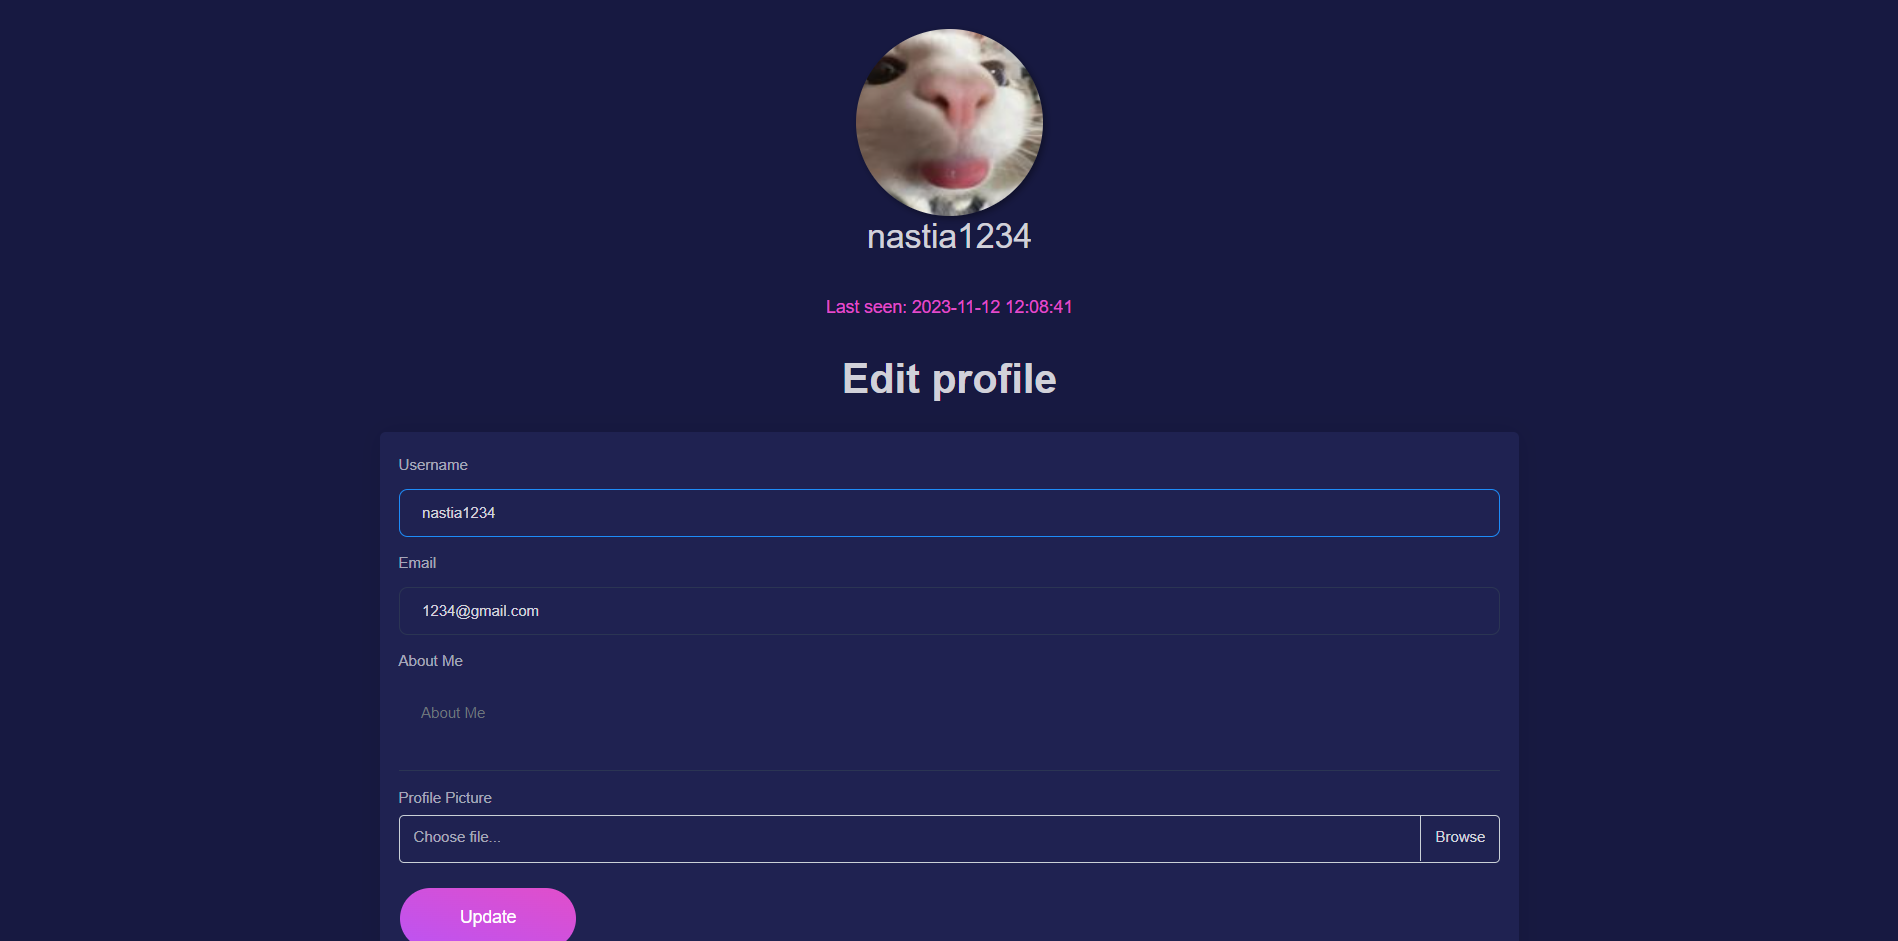 nastia1234
Last seen: 2023-11-12 12:08:41
Edit profile
Username
nastia1234
Email
1234@gmail.com
About Me
About Me
Profile Picture
Choose file...
Browse
Update